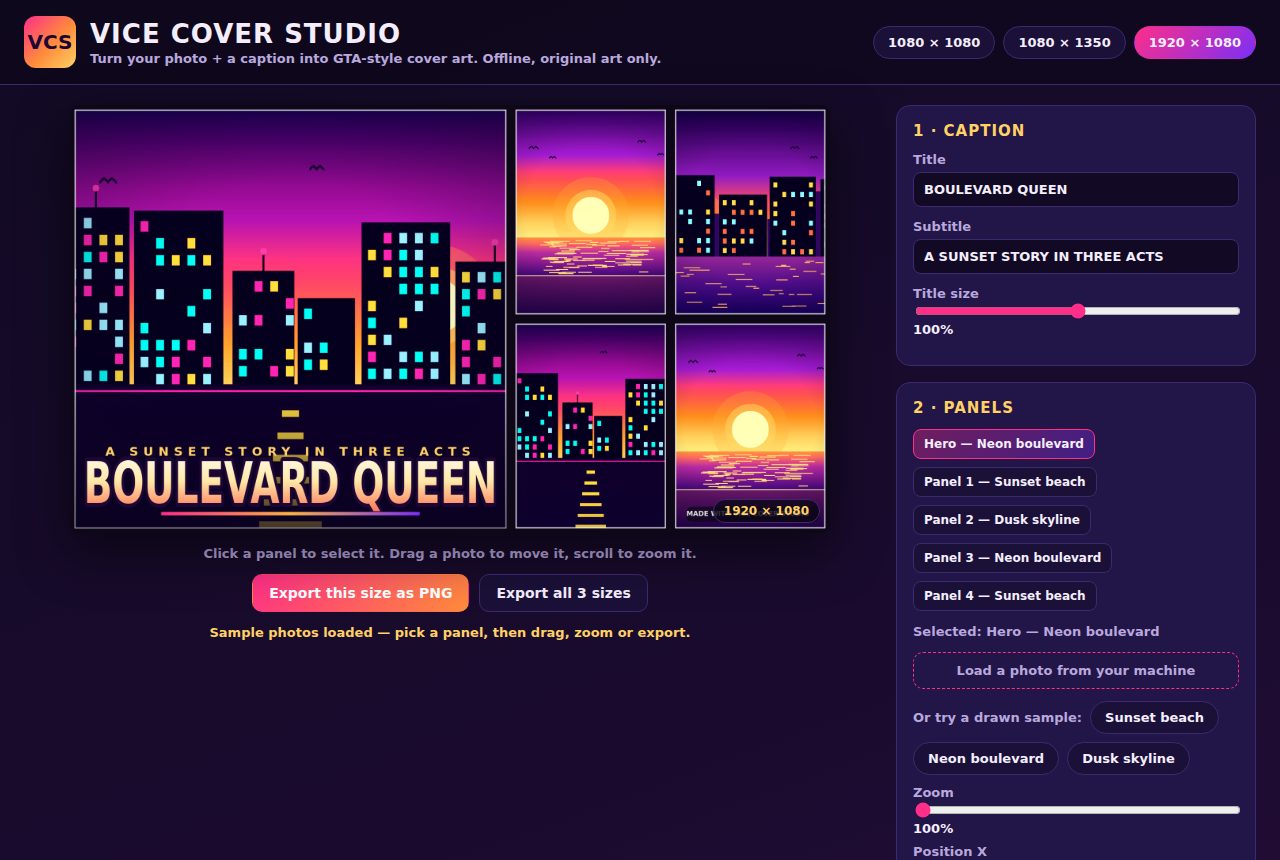 VCS
VICE COVER STUDIO
Turn your photo + a caption into GTA-style cover art. Offline, original art only.
1080 × 1080
1080 × 1350
1920 × 1080
A SUNSET STORY IN THREE ACTS
BOULEVARD QUEEN
MADE
1920 × 1080
Click a panel to select it. Drag a photo to move it, scroll to zoom it.
Export this size as PNG
Export all 3 sizes
Sample photos loaded — pick a panel, then drag, zoom or export.
1 · CAPTION
Title
BOULEVARD QUEEN
Subtitle
A SUNSET STORY IN THREE ACTS
Title size
100%
2 · PANELS
Hero — Neon boulevard
Panel 1 — Sunset beach
Panel 2 — Dusk skyline
Panel 3 — Neon boulevard
Panel 4 — Sunset beach
Selected: Hero — Neon boulevard
Load a photo from your machine
Or try a drawn sample:
Sunset beach
Neon boulevard
Dusk skyline
Zoom
100%
Position X